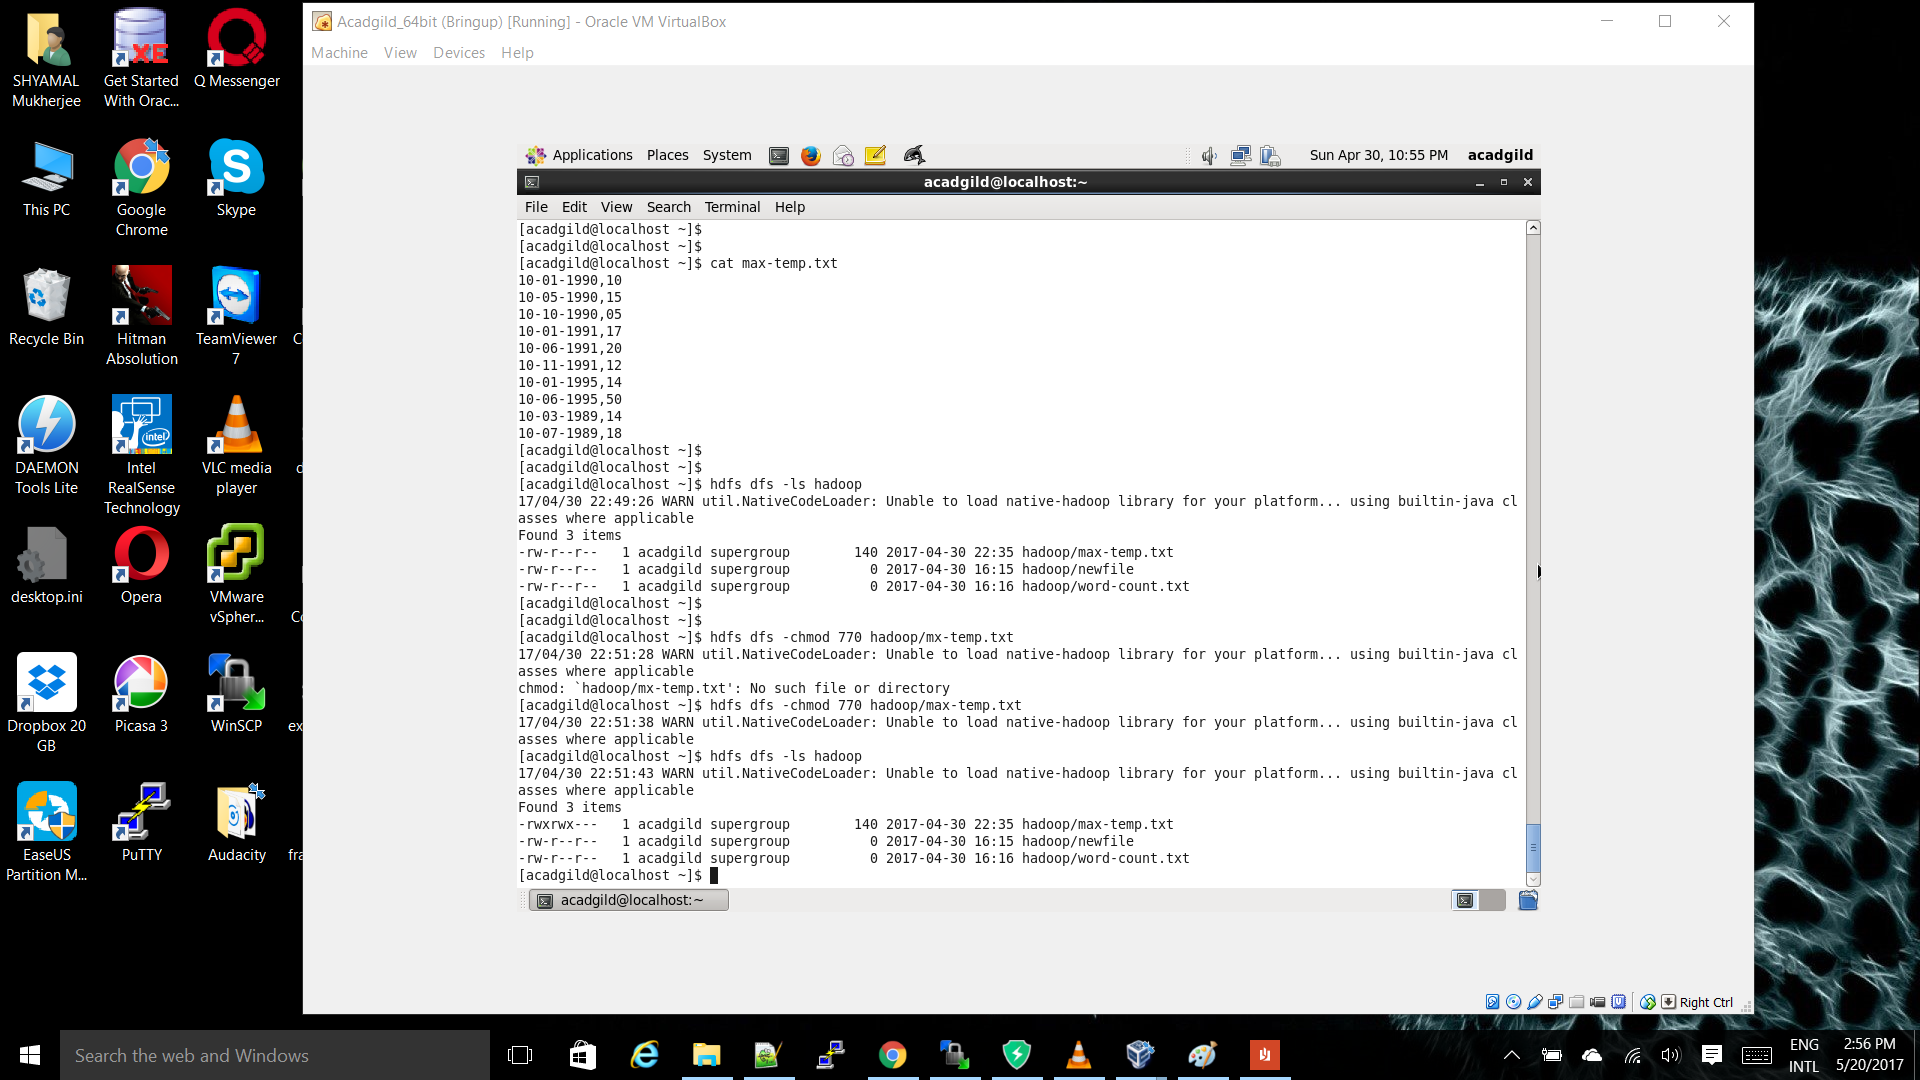 Acadgild_64bit (Bringup) [Running] - Oracle VM VirtualBox
Machine View Devices Help
SHYAMAL Mukherjee
Get Started With Orac...
Q Messenger
This PC
Google Chrome
Skype
Recycle Bin
Hitman Absolution
TeamViewer 7
C
DAEMON Tools Lite
Intel RealSense Technology
VLC media player
d
desktop.ini
Opera
VMware vSpher...
Co
Dropbox 20 GB
Picasa 3
WinSCP
ex
EaseUS Partition M...
PuTTY
Audacity
fra
Applications Places System
Sun Apr 30, 10:55 PM acadgild
acadgild@localhost:~
File Edit View Search Terminal Help
[acadgild@localhost ~]$
[acadgild@localhost ~]$
[acadgild@localhost ~]$ cat max-temp.txt
10-01-1990,10
10-05-1990,15
10-10-1990,05
10-01-1991,17
10-06-1991,20
10-11-1991,12
10-01-1995,14
10-06-1995,50
10-03-1989,14
10-07-1989,18
[acadgild@localhost ~]$
[acadgild@localhost ~]$
[acadgild@localhost ~]$ hdfs dfs -ls hadoop
17/04/30 22:49:26 WARN util.NativeCodeLoader: Unable to load native-hadoop library for your platform... using builtin-java cl
asses where applicable
Found 3 items
-rw-r--r--   1 acadgild supergroup        140 2017-04-30 22:35 hadoop/max-temp.txt
-rw-r--r--   1 acadgild supergroup          0 2017-04-30 16:15 hadoop/newfile
-rw-r--r--   1 acadgild supergroup          0 2017-04-30 16:16 hadoop/word-count.txt
[acadgild@localhost ~]$
[acadgild@localhost ~]$
[acadgild@localhost ~]$ hdfs dfs -chmod 770 hadoop/mx-temp.txt
17/04/30 22:51:28 WARN util.NativeCodeLoader: Unable to load native-hadoop library for your platform... using builtin-java cl
asses where applicable
chmod: `hadoop/mx-temp.txt': No such file or directory
[acadgild@localhost ~]$ hdfs dfs -chmod 770 hadoop/max-temp.txt
17/04/30 22:51:38 WARN util.NativeCodeLoader: Unable to load native-hadoop library for your platform... using builtin-java cl
asses where applicable
[acadgild@localhost ~]$ hdfs dfs -ls hadoop
17/04/30 22:51:43 WARN util.NativeCodeLoader: Unable to load native-hadoop library for your platform... using builtin-java cl
asses where applicable
Found 3 items
-rwxrwx---   1 acadgild supergroup        140 2017-04-30 22:35 hadoop/max-temp.txt
-rw-r--r--   1 acadgild supergroup          0 2017-04-30 16:15 hadoop/newfile
-rw-r--r--   1 acadgild supergroup          0 2017-04-30 16:16 hadoop/word-count.txt
[acadgild@localhost ~]$
acadgild@localhost:~
Right Ctrl
Search the web and Windows
ENG
INTL
2:56 PM
5/20/2017